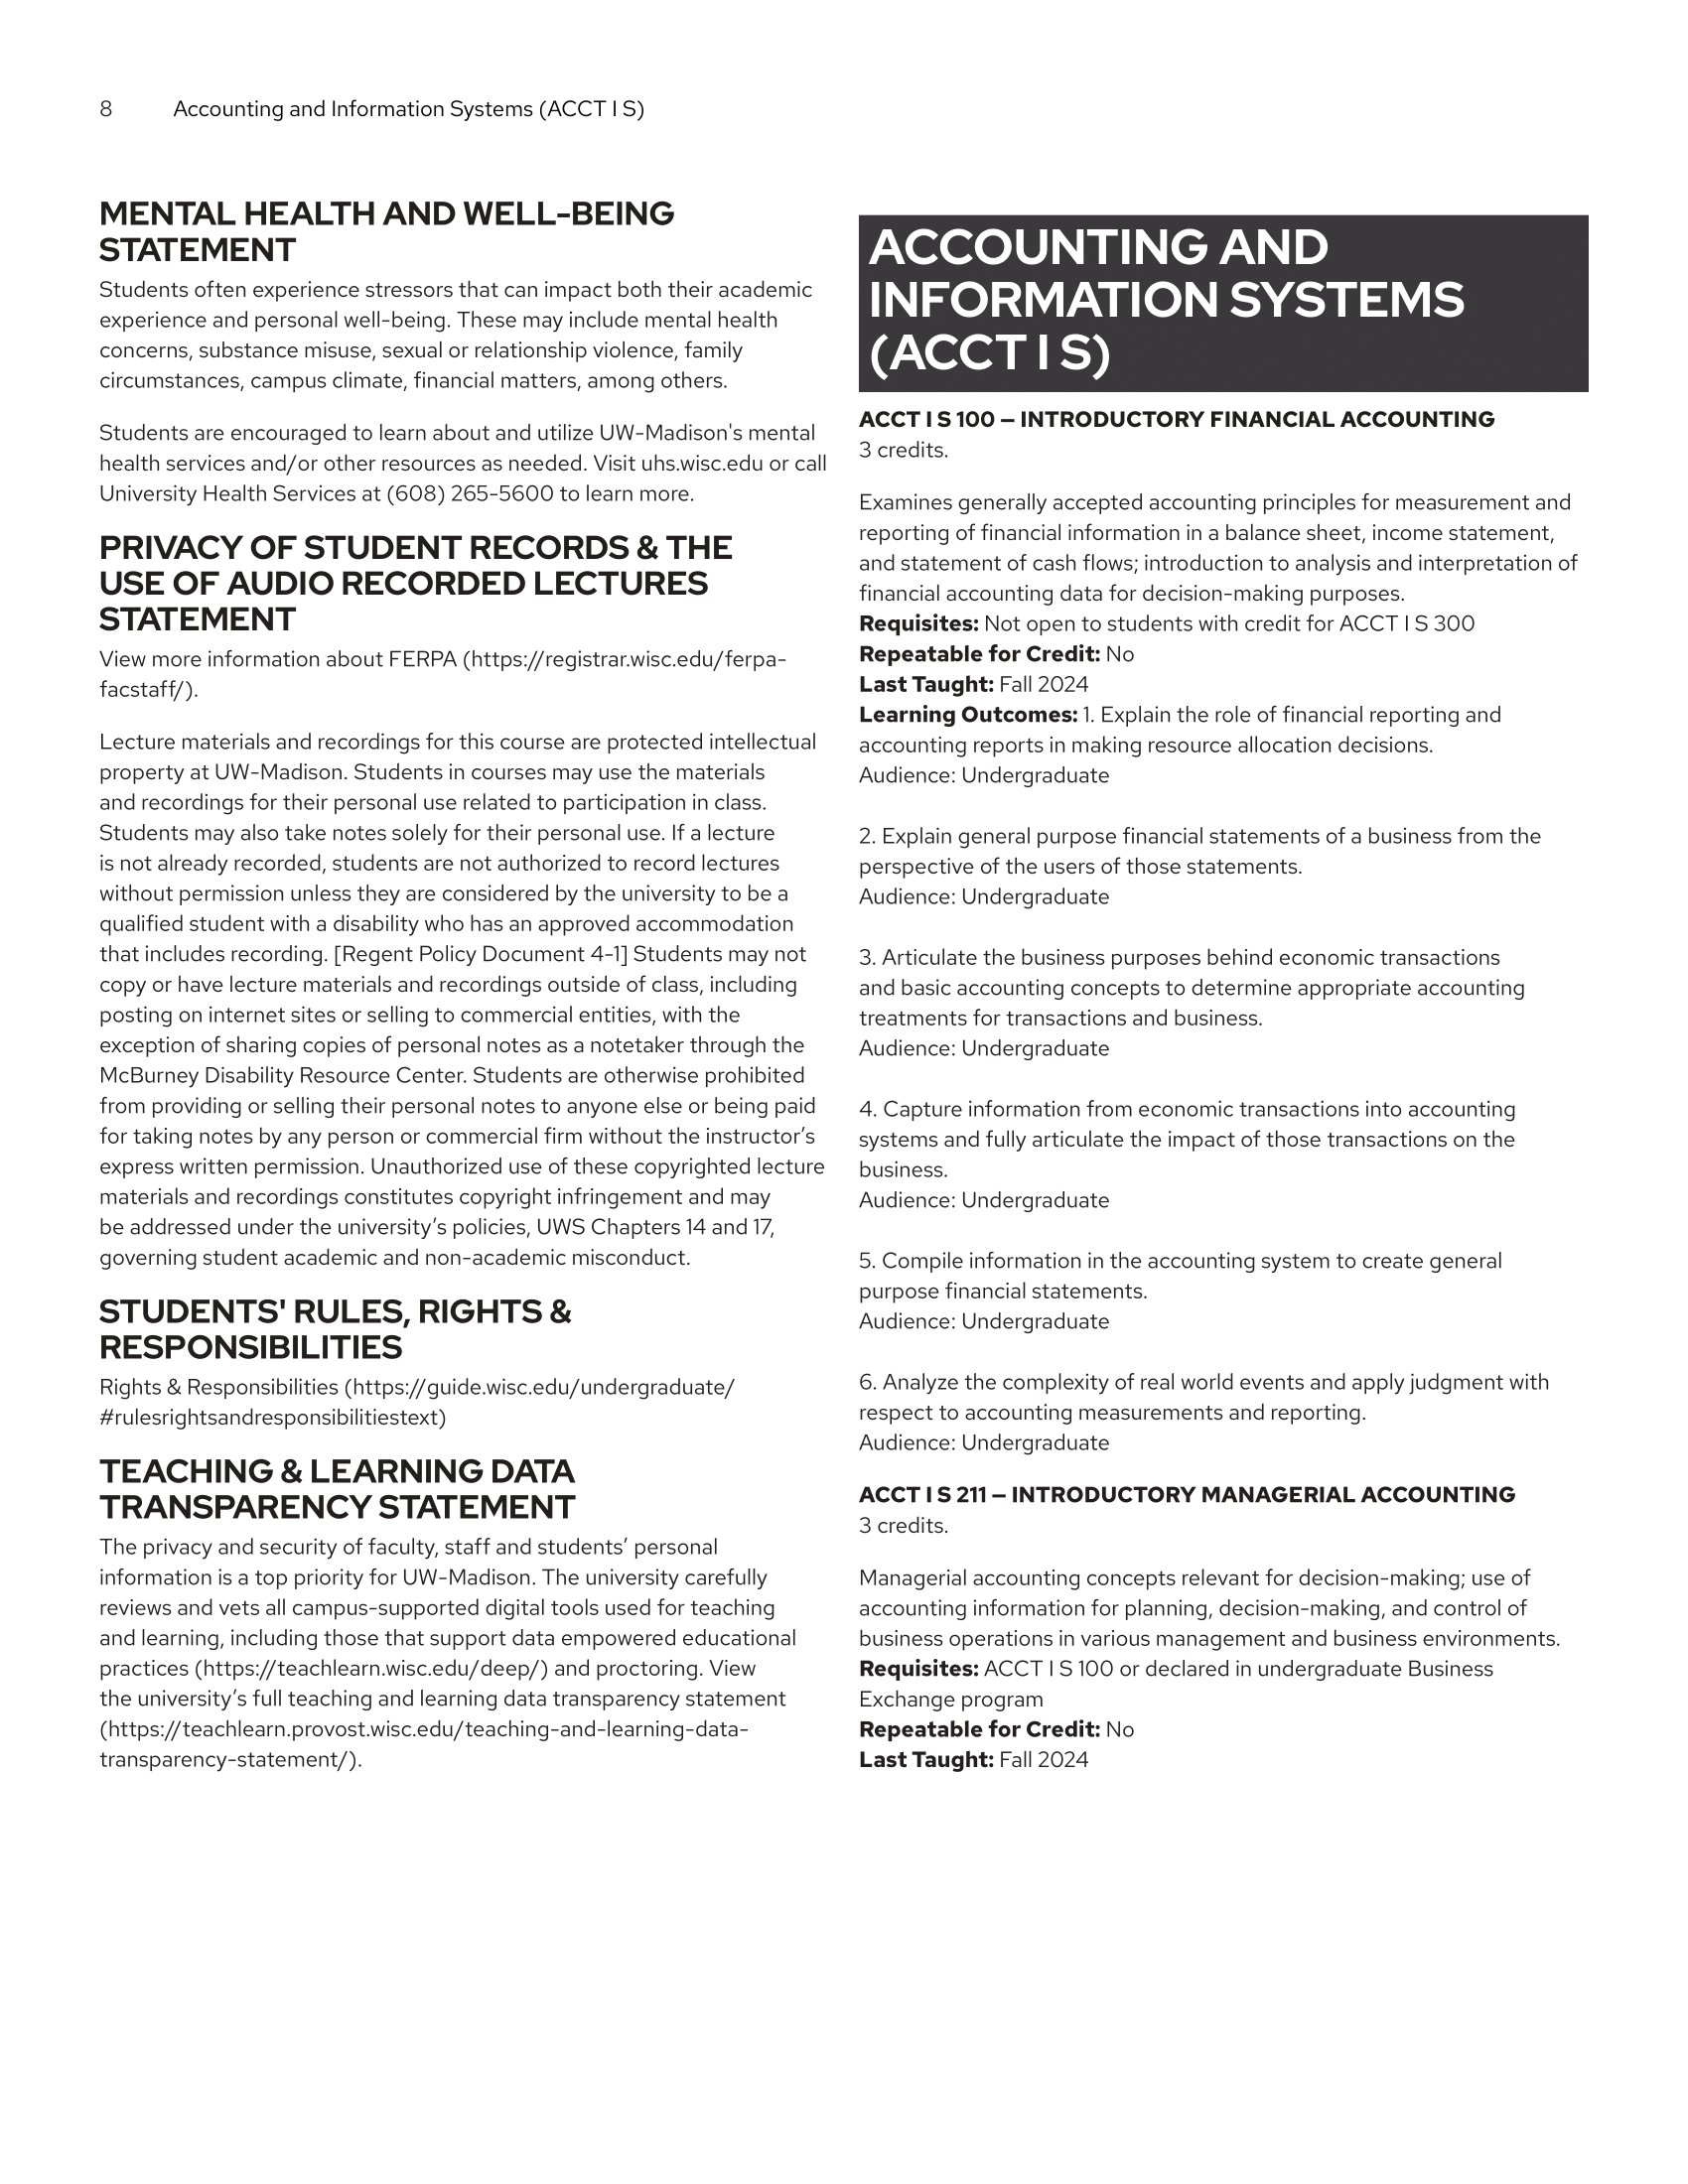 8 Accounting and Information Systems (ACCT I S)
MENTAL HEALTH AND WELL-BEING
STATEMENT
Students often experience stressors that can impact both their academic
experience and personal well-being. These may include mental health
concerns, substance misuse, sexual or relationship violence, family
circumstances, campus climate, financial matters, among others.
Students are encouraged to learn about and utilize UW-Madison's mental
health services and/or other resources as needed. Visit uhs.wisc.edu or call
University Health Services at (608) 265-5600 to learn more.
PRIVACY OF STUDENT RECORDS & THE
USE OF AUDIO RECORDED LECTURES
STATEMENT
View more information about FERPA (https://registrar.wisc.edu/ferpa-
facstaff/).
Lecture materials and recordings for this course are protected intellectual
property at UW-Madison. Students in courses may use the materials
and recordings for their personal use related to participation in class.
Students may also take notes solely for their personal use. If a lecture
is not already recorded, students are not authorized to record lectures
without permission unless they are considered by the university to be a
qualified student with a disability who has an approved accommodation
that includes recording. [Regent Policy Document 4-1] Students may not
copy or have lecture materials and recordings outside of class, including
posting on internet sites or selling to commercial entities, with the
exception of sharing copies of personal notes as a notetaker through the
McBurney Disability Resource Center. Students are otherwise prohibited
from providing or selling their personal notes to anyone else or being paid
for taking notes by any person or commercial firm without the instructor’s
express written permission. Unauthorized use of these copyrighted lecture
materials and recordings constitutes copyright infringement and may
be addressed under the university’s policies, UWS Chapters 14 and 17,
governing student academic and non-academic misconduct.
STUDENTS' RULES, RIGHTS &
RESPONSIBILITIES
Rights & Responsibilities (https://guide.wisc.edu/undergraduate/
#rulesrightsandresponsibilitiestext)
TEACHING & LEARNING DATA
TRANSPARENCY STATEMENT
The privacy and security of faculty, staff and students’ personal
information is a top priority for UW-Madison. The university carefully
reviews and vets all campus-supported digital tools used for teaching
and learning, including those that support data empowered educational
practices (https://teachlearn.wisc.edu/deep/) and proctoring. View
the university’s full teaching and learning data transparency statement
(https://teachlearn.provost.wisc.edu/teaching-and-learning-data-
transparency-statement/).
ACCOUNTING AND
INFORMATION SYSTEMS
(ACCT I S)
ACCT I S 100 – INTRODUCTORY FINANCIAL ACCOUNTING
3 credits.
Examines generally accepted accounting principles for measurement and
reporting of financial information in a balance sheet, income statement,
and statement of cash flows; introduction to analysis and interpretation of
financial accounting data for decision-making purposes.
Requisites: Not open to students with credit for ACCT I S 300
Repeatable for Credit: No
Last Taught: Fall 2024
Learning Outcomes: 1. Explain the role of financial reporting and
accounting reports in making resource allocation decisions.
Audience: Undergraduate
2. Explain general purpose financial statements of a business from the
perspective of the users of those statements.
Audience: Undergraduate
3. Articulate the business purposes behind economic transactions
and basic accounting concepts to determine appropriate accounting
treatments for transactions and business.
Audience: Undergraduate
4. Capture information from economic transactions into accounting
systems and fully articulate the impact of those transactions on the
business.
Audience: Undergraduate
5. Compile information in the accounting system to create general
purpose financial statements.
Audience: Undergraduate
6. Analyze the complexity of real world events and apply judgment with
respect to accounting measurements and reporting.
Audience: Undergraduate
ACCT I S 211 – INTRODUCTORY MANAGERIAL ACCOUNTING
3 credits.
Managerial accounting concepts relevant for decision-making; use of
accounting information for planning, decision-making, and control of
business operations in various management and business environments.
Requisites: ACCT I S 100 or declared in undergraduate Business
Exchange program
Repeatable for Credit: No
Last Taught: Fall 2024